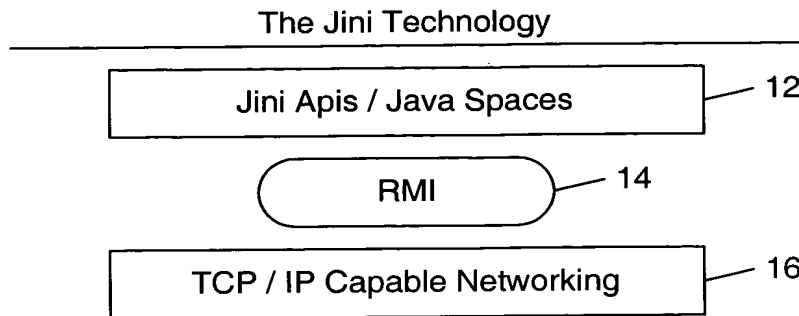 The Jini Technology
Jini Apis / Java Spaces
12
RMI
14
TCP / IP Capable Networking
16